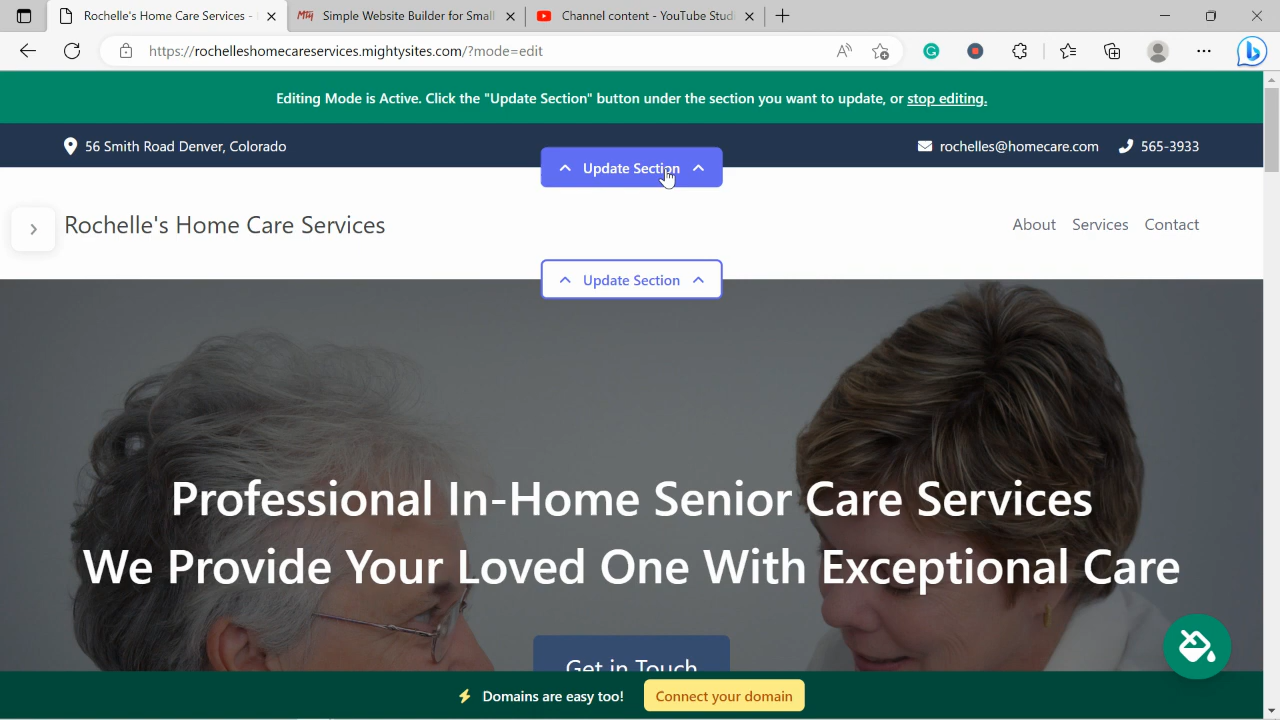 Rochelle's Home Care Services -
Simple Website Builder for Small
Channel content - YouTube Studi
https://rochelleshomecareservices.mightysites.com/?mode=edit
Editing Mode is Active. Click the "Update Section" button under the section you want to update, or stop editing.
56 Smith Road Denver, Colorado
rochelles@homecare.com
565-3933
Update Section
Rochelle's Home Care Services
About
Services
Contact
Update Section
Professional In-Home Senior Care Services
We Provide Your Loved One With Exceptional Care
Get in Touch
Domains are easy too!
Connect your domain